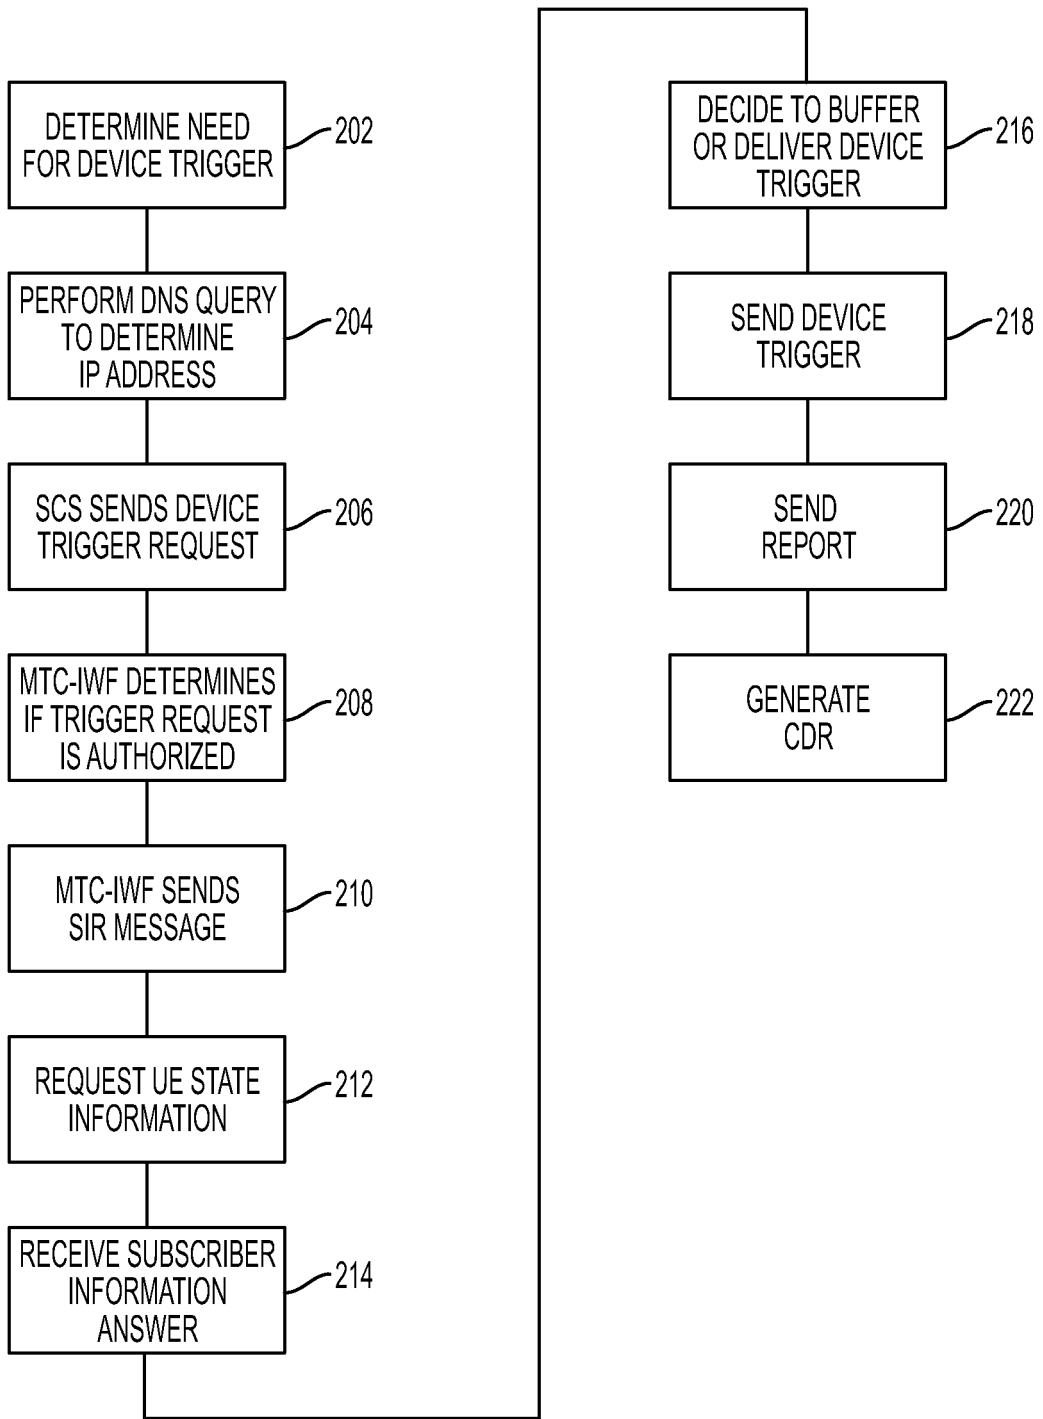 DETERMINE NEED
FOR DEVICE TRIGGER
202
PERFORM DNS QUERY
TO DETERMINE
IP ADDRESS
204
SCS SENDS DEVICE
TRIGGER REQUEST
206
MTC-IWF DETERMINES
IF TRIGGER REQUEST
IS AUTHORIZED
208
MTC-IWF SENDS
SIR MESSAGE
210
REQUEST UE STATE
INFORMATION
212
RECEIVE SUBSCRIBER
INFORMATION
ANSWER
214
DECIDE TO BUFFER
OR DELIVER DEVICE
TRIGGER
216
SEND DEVICE
TRIGGER
218
SEND
REPORT
220
GENERATE
CDR
222